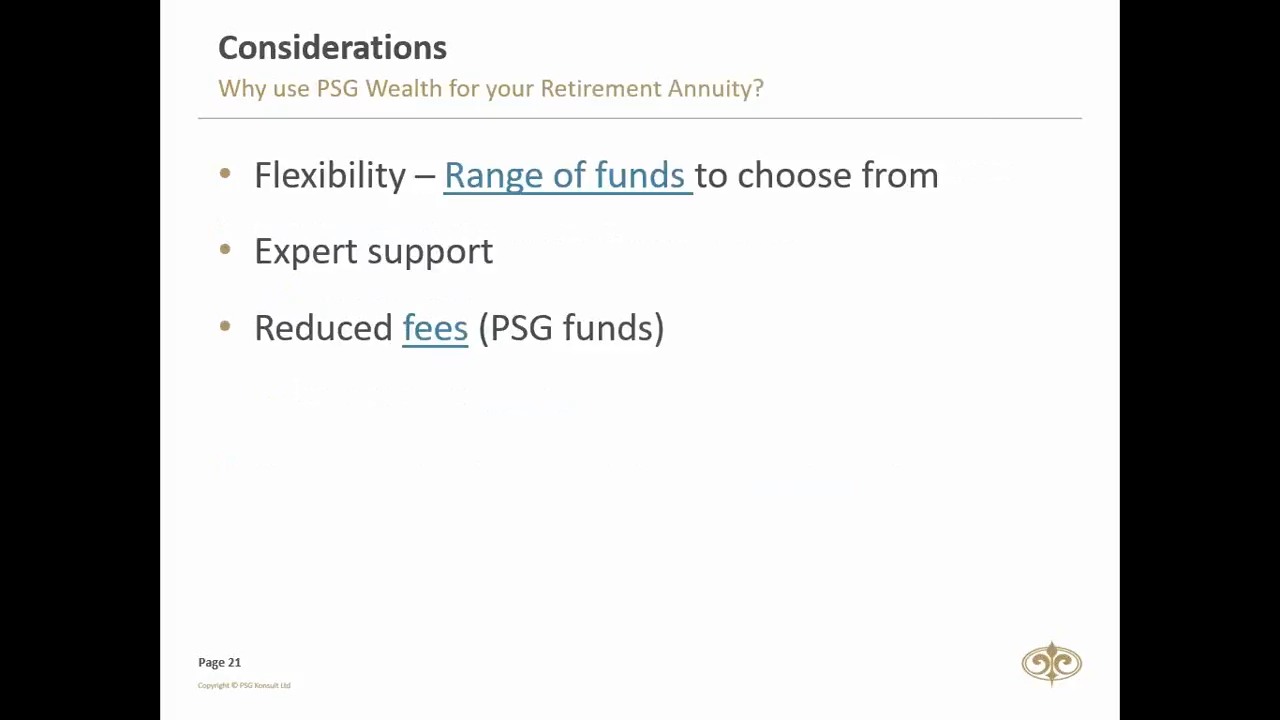 Considerations
Why use PSG Wealth for your Retirement Annuity?
• Flexibility – Range of funds to choose from
• Expert support
• Reduced fees (PSG funds)
Page 21
Copyright © PSG Konsult Ltd